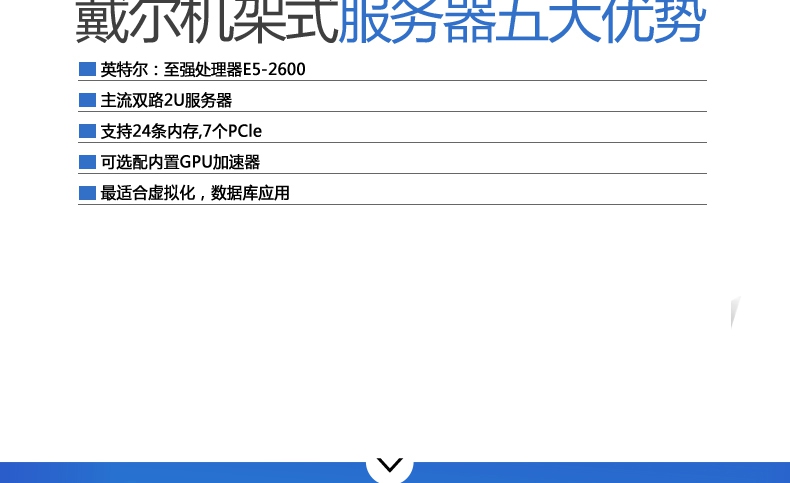 戴尔机架式服务器五大优势
英特尔：至强处理器E5-2600
主流双路2U服务器
支持24条内存,7个PCle
可选配内置GPU加速器
最适合虚拟化，数据库应用